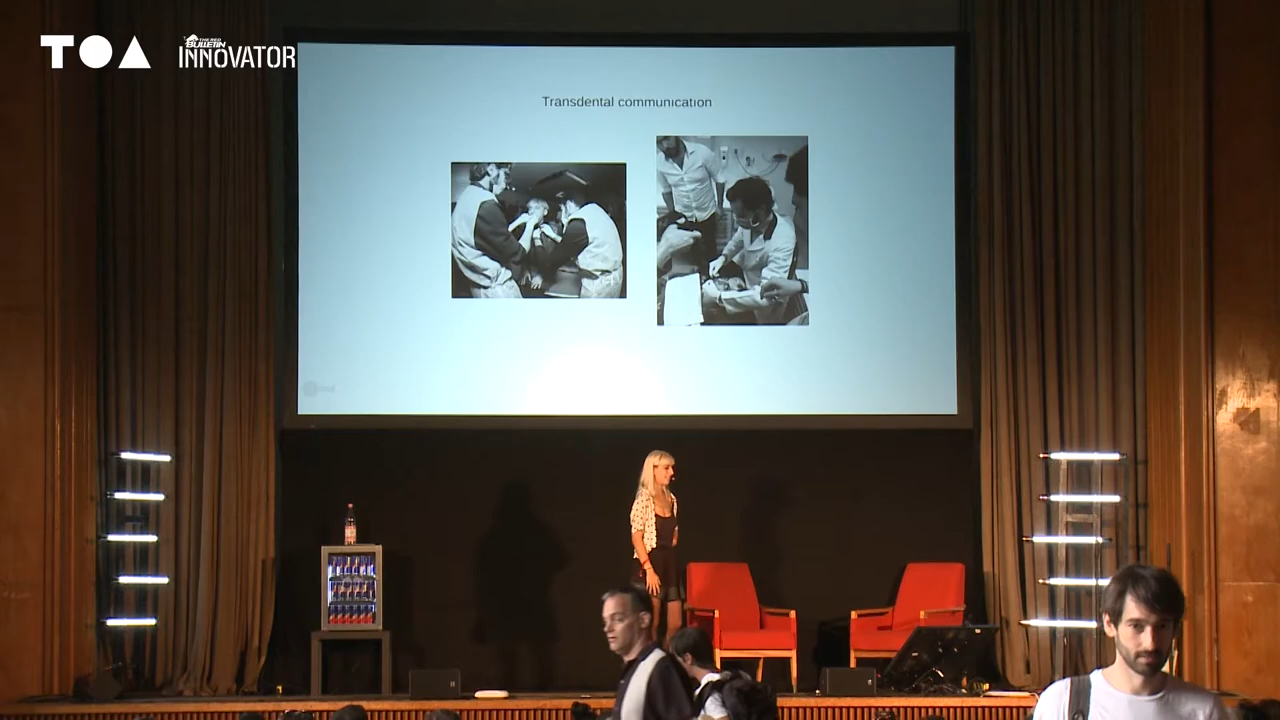 TOA
THE RED
BULLETIN
INNOVATOR
Transdental communication